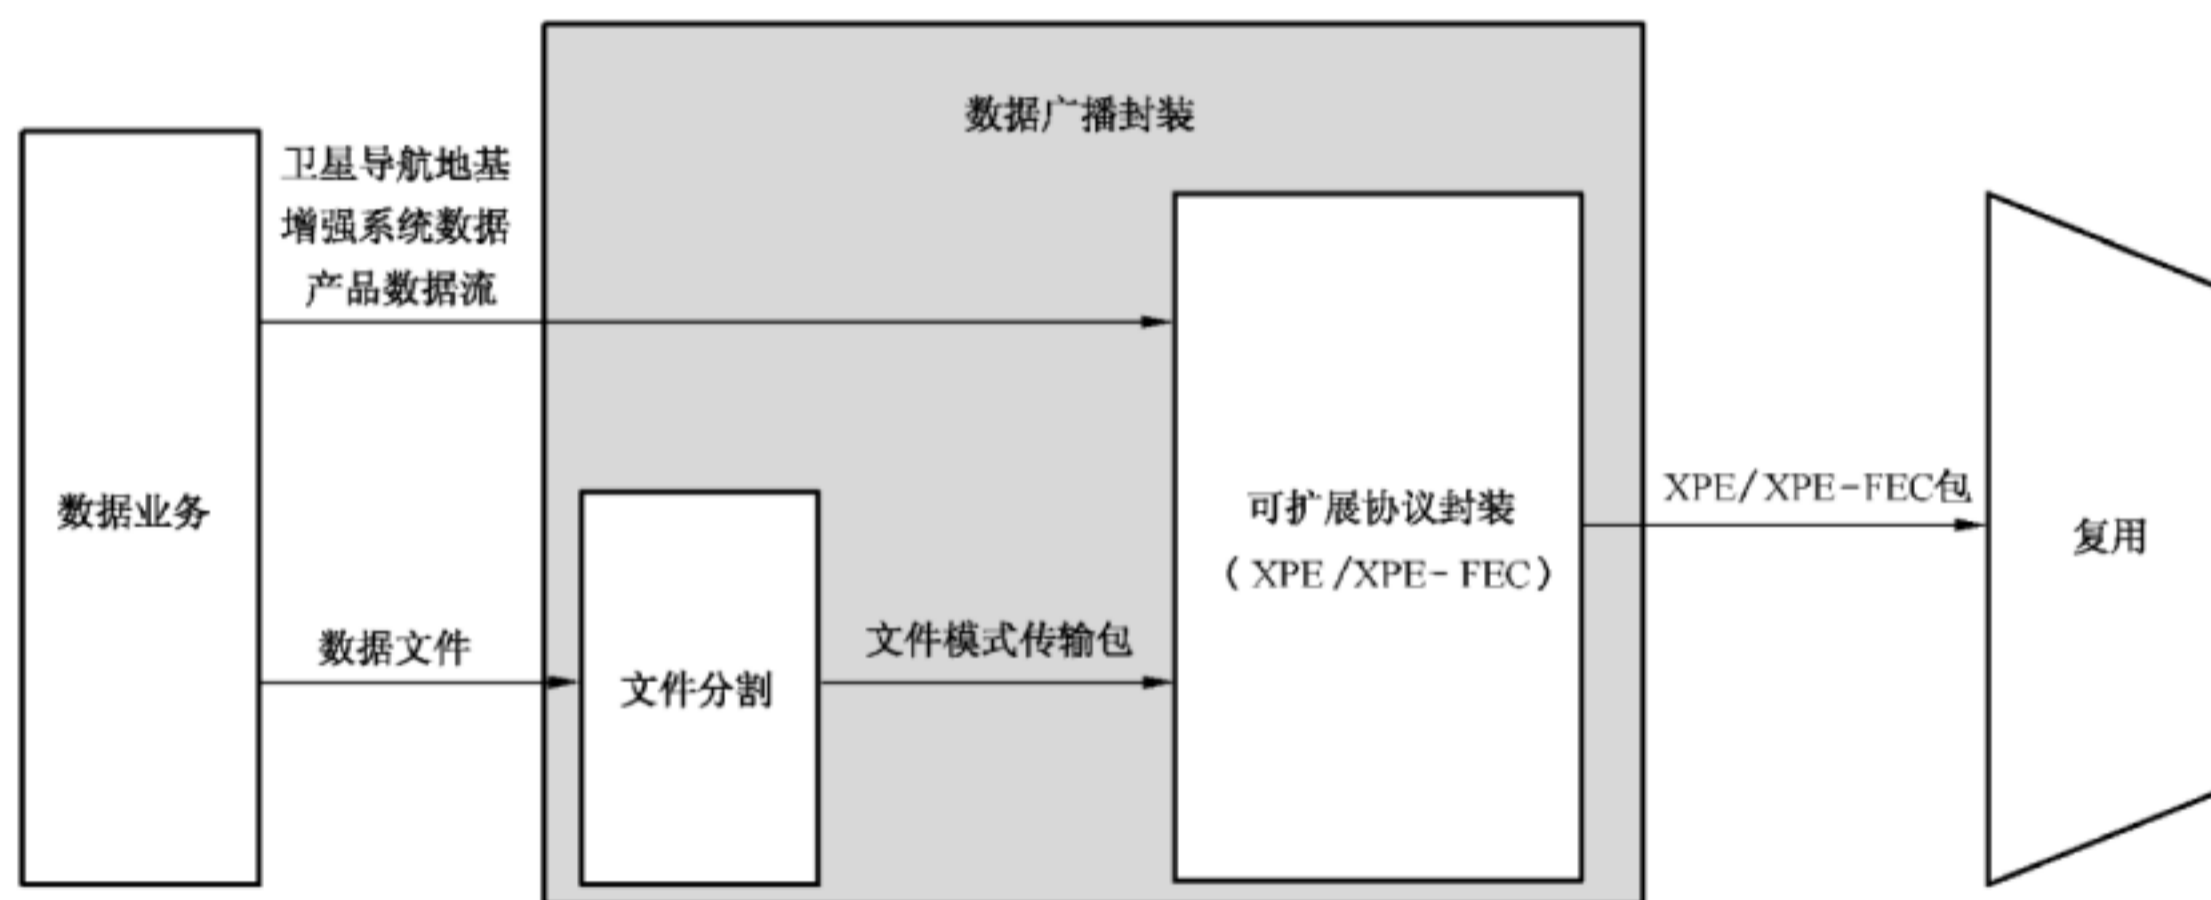 数据广播封装
卫星导航地基
增强系统数据
产品数据流
数据业务
数据文件
文件分割
文件模式传输包
可扩展协议封装
（XPE/XPE-FEC）
XPE/XPE-FEC包
复用